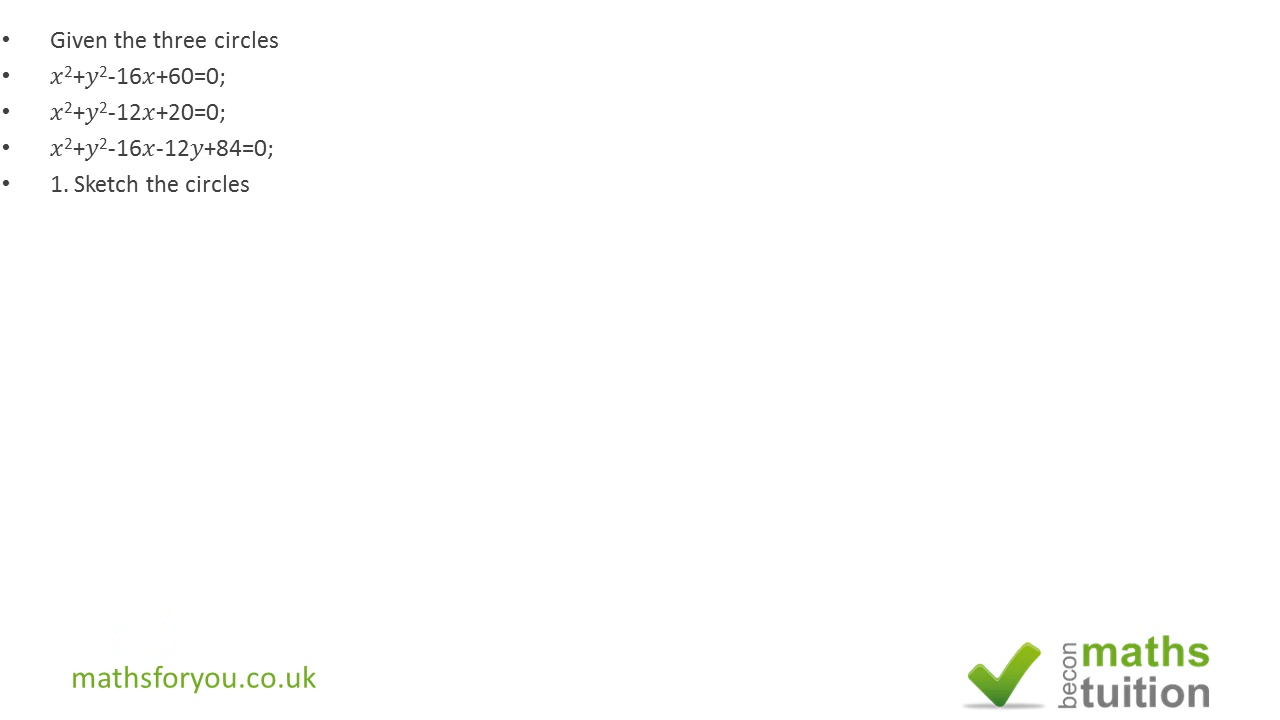 • Given the three circles
• 𝑥²+𝑦²-16𝑥+60=0;
• 𝑥²+𝑦²-12𝑥+20=0;
• 𝑥²+𝑦²-16𝑥-12𝑦+84=0;
• 1. Sketch the circles
mathsforyou.co.uk
becon
maths
tuition